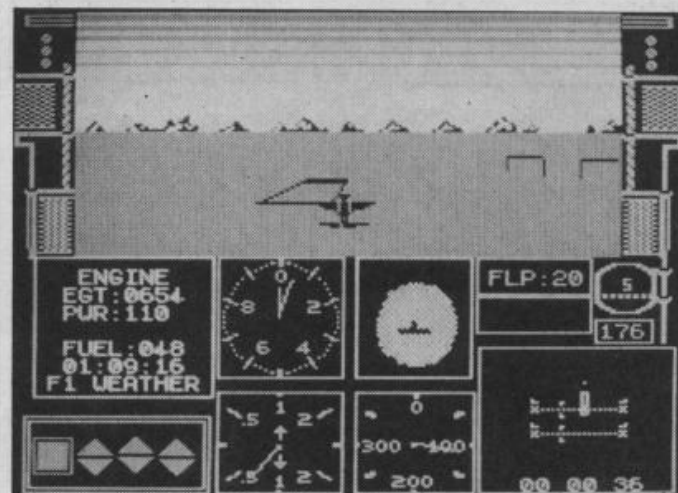 ENGINE
EGT:0654
PWR:110
FUEL:048
01:09:16
F1 WEATHER
0
8 2
6 4
FLP:20
S
176
1
.5 2
.5 2
1
0
300 100
200
00 00 36